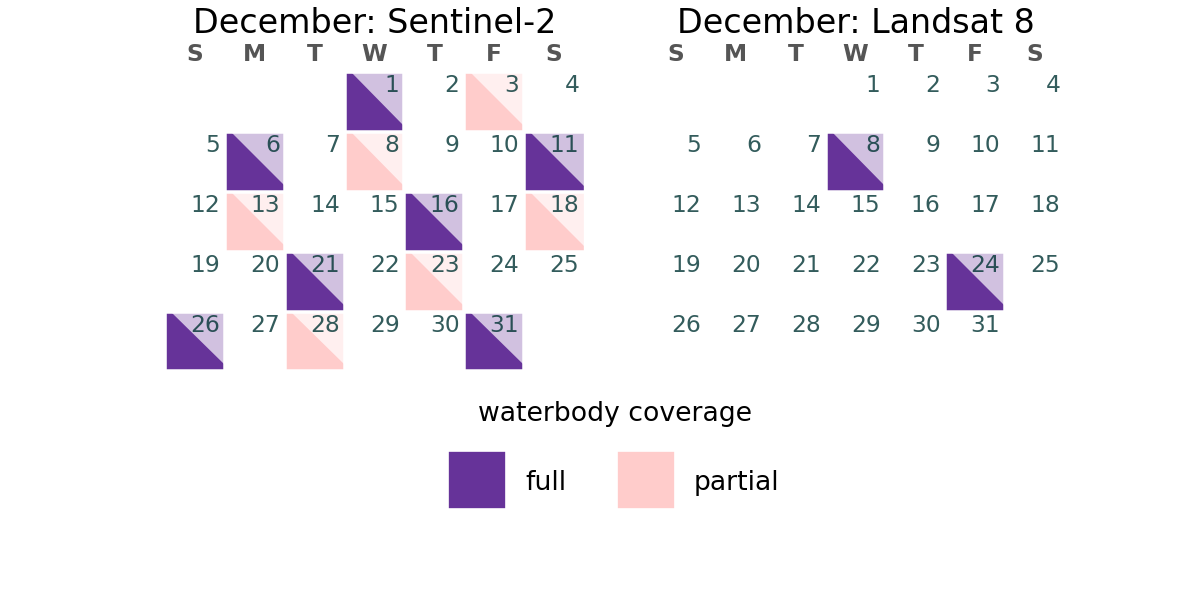 December: Sentinel-2
S M T W T F S
1 2 3 4
5 6 7 8 9 10 11
12 13 14 15 16 17 18
19 20 21 22 23 24 25
26 27 28 29 30 31
December: Landsat 8
S M T W T F S
1 2 3 4
5 6 7 8 9 10 11
12 13 14 15 16 17 18
19 20 21 22 23 24 25
26 27 28 29 30 31
waterbody coverage
full
partial